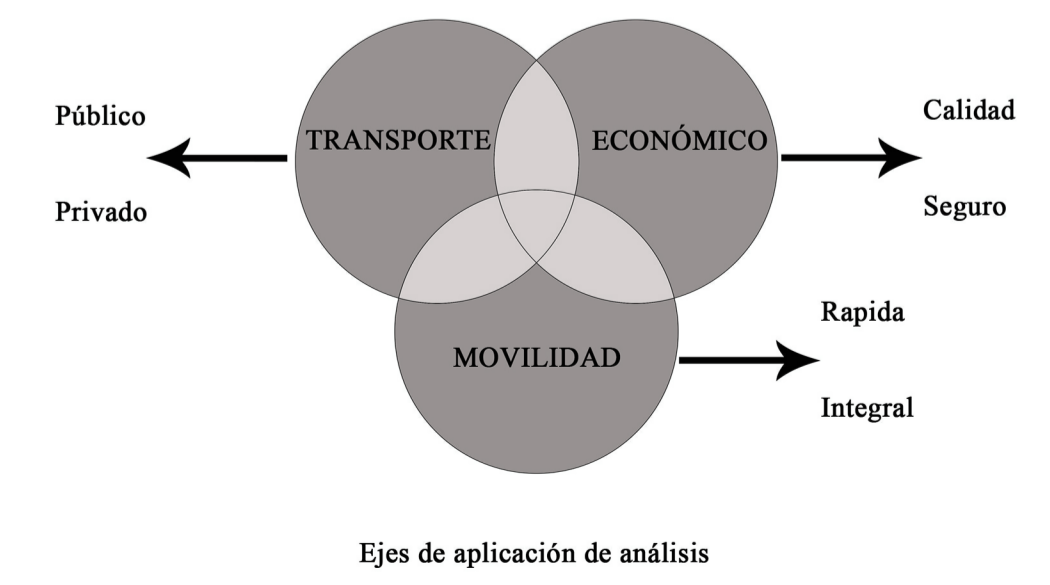 Público
Privado
TRANSPORTE
ECONÓMICO
Calidad
Seguro
MOVILIDAD
Rapida
Integral
Ejes de aplicación de análisis